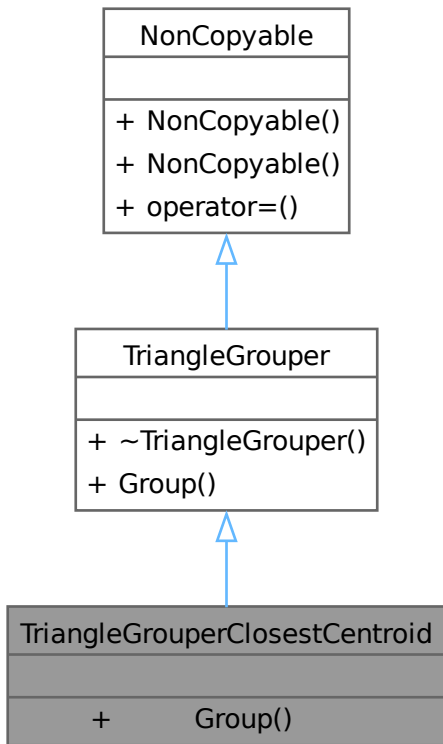 NonCopyable
+ NonCopyable()
+ NonCopyable()
+ operator=()
TriangleGrouper
+ ~TriangleGrouper()
+ Group()
TriangleGrouperClosestCentroid
+ Group()